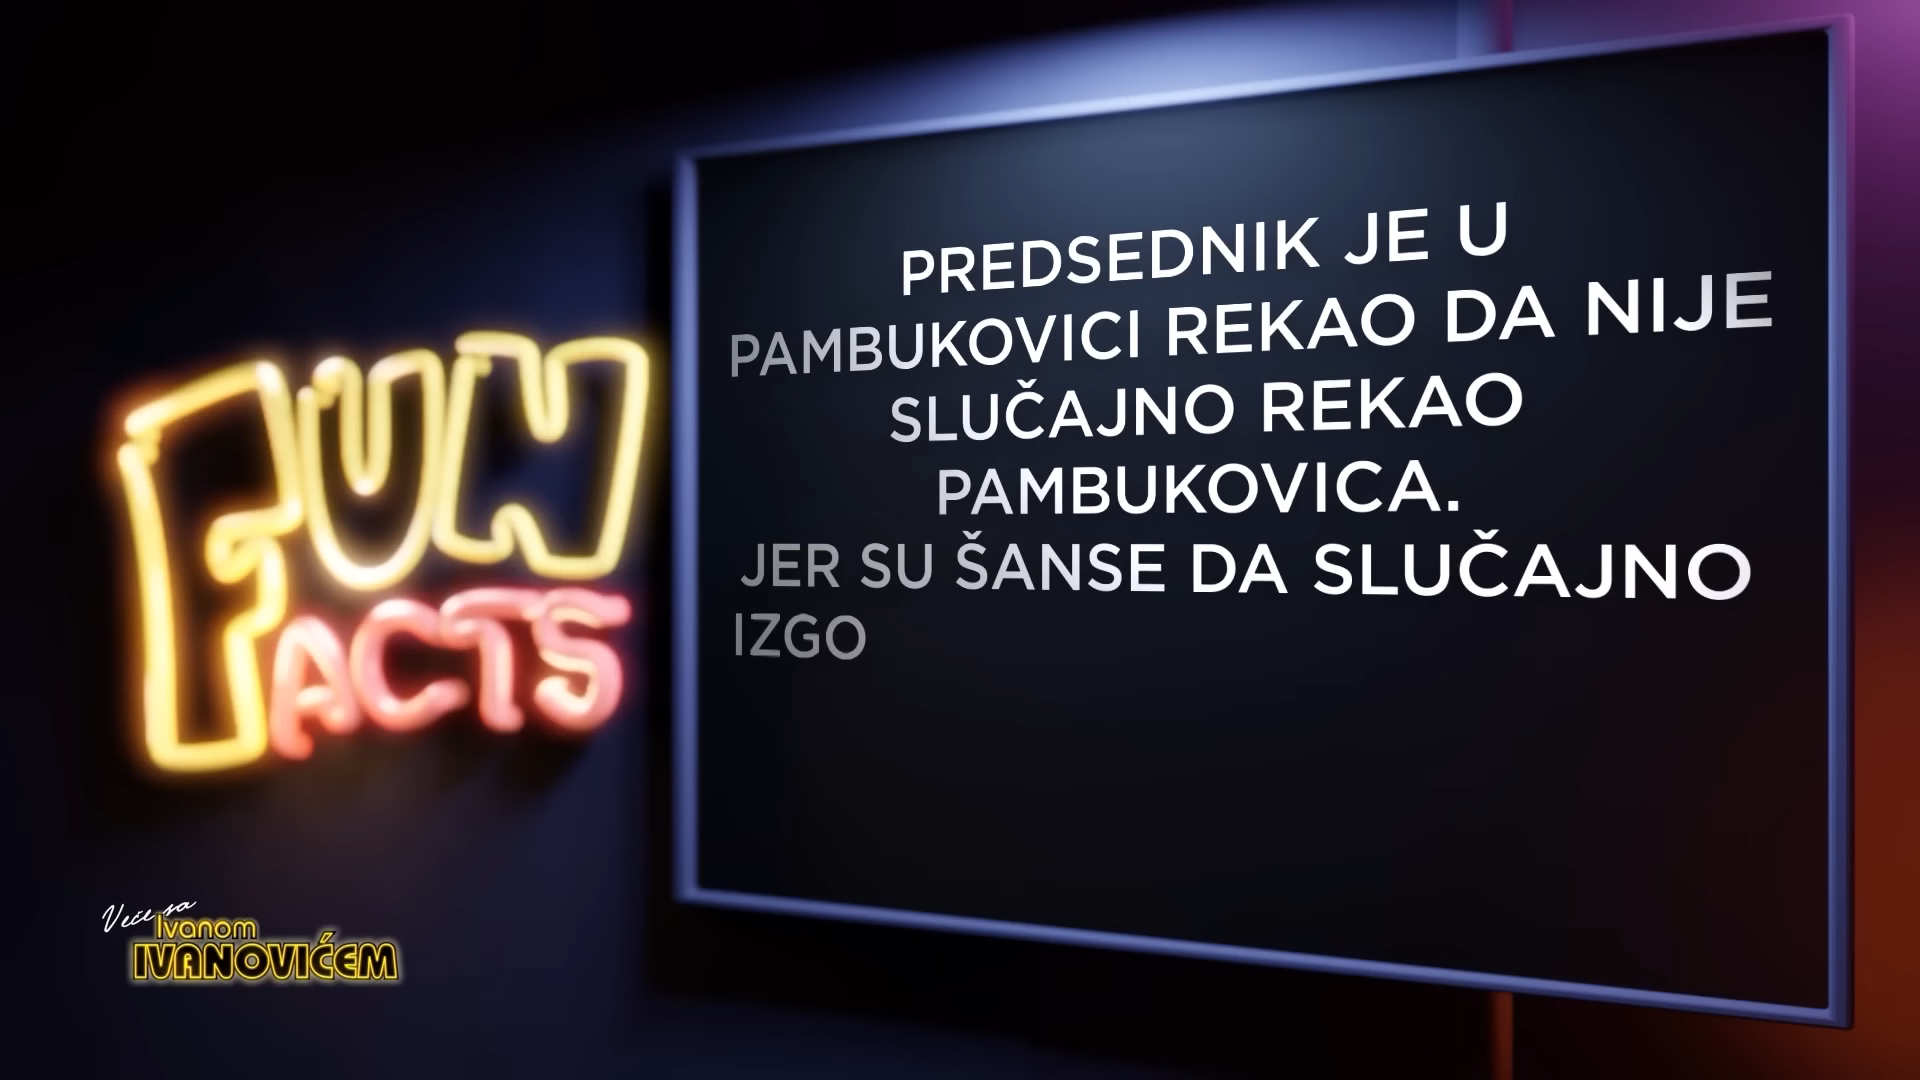 FUN
FACTS
PREDSEDNIK JE U
PAMBUKOVICI REKAO DA NIJE
SLUČAJNO REKAO
PAMBUKOVICA.
JER SU ŠANSE DA SLUČAJNO
IZGO
Veče sa
Ivanom
IVANOVIĆEM